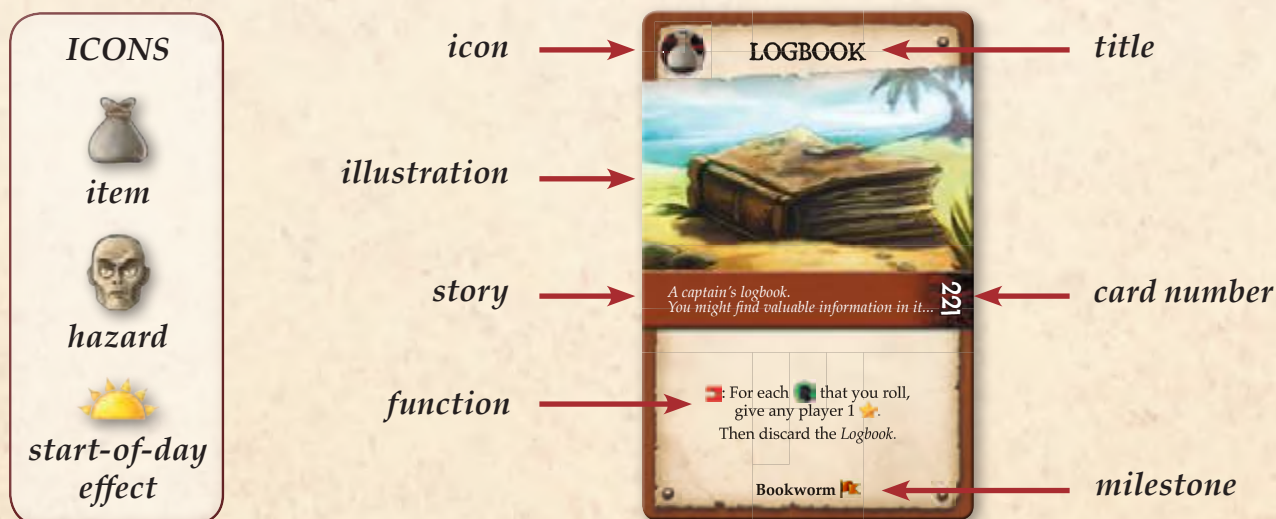 ICONS
item
hazard
start-of-day
effect
icon
illustration
story
function
LOGBOOK
A captain's logbook.
You might find valuable information in it...
221
: For each that you roll,
give any player 1 .
Then discard the Logbook.
Bookworm
title
card number
milestone